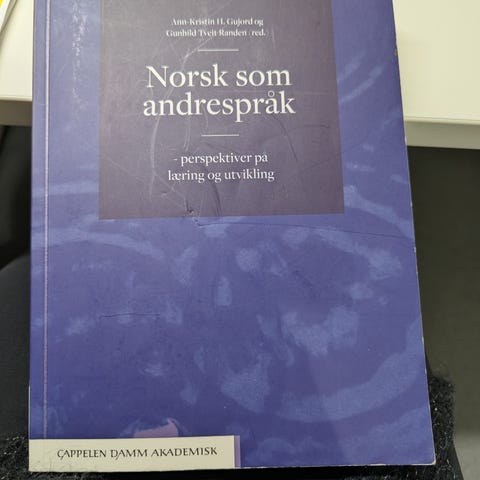 Ann-Kristin H. Gujord og
Gunhild Tveit Randen (red.)
Norsk som
andrespråk
- perspektiver på
læring og utvikling
CAPPELEN DAMM AKADEMISK